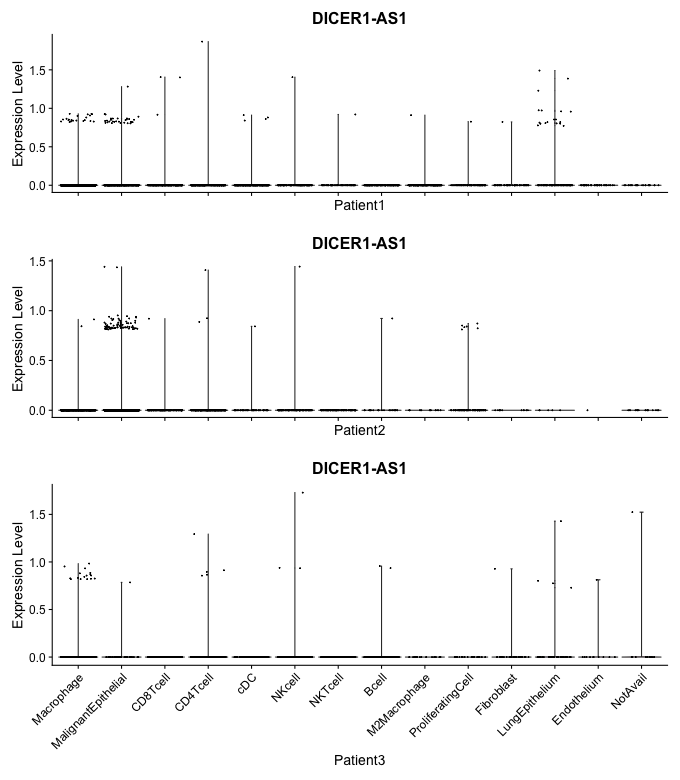 DICER1-AS1
Expression Level
1.5
1.0
0.5
0.0
Patient1
DICER1-AS1
Expression Level
1.5
1.0
0.5
0.0
Patient2
DICER1-AS1
Expression Level
1.5
1.0
0.5
0.0
Macrophage
MalignantEpithelial
CD8Tcell
CD4Tcell
cDC
NKcell
NKTcell
Bcell
M2Macrophage
ProliferatingCell
Fibroblast
LungEpithelium
Endothelium
NotAvail
Patient3